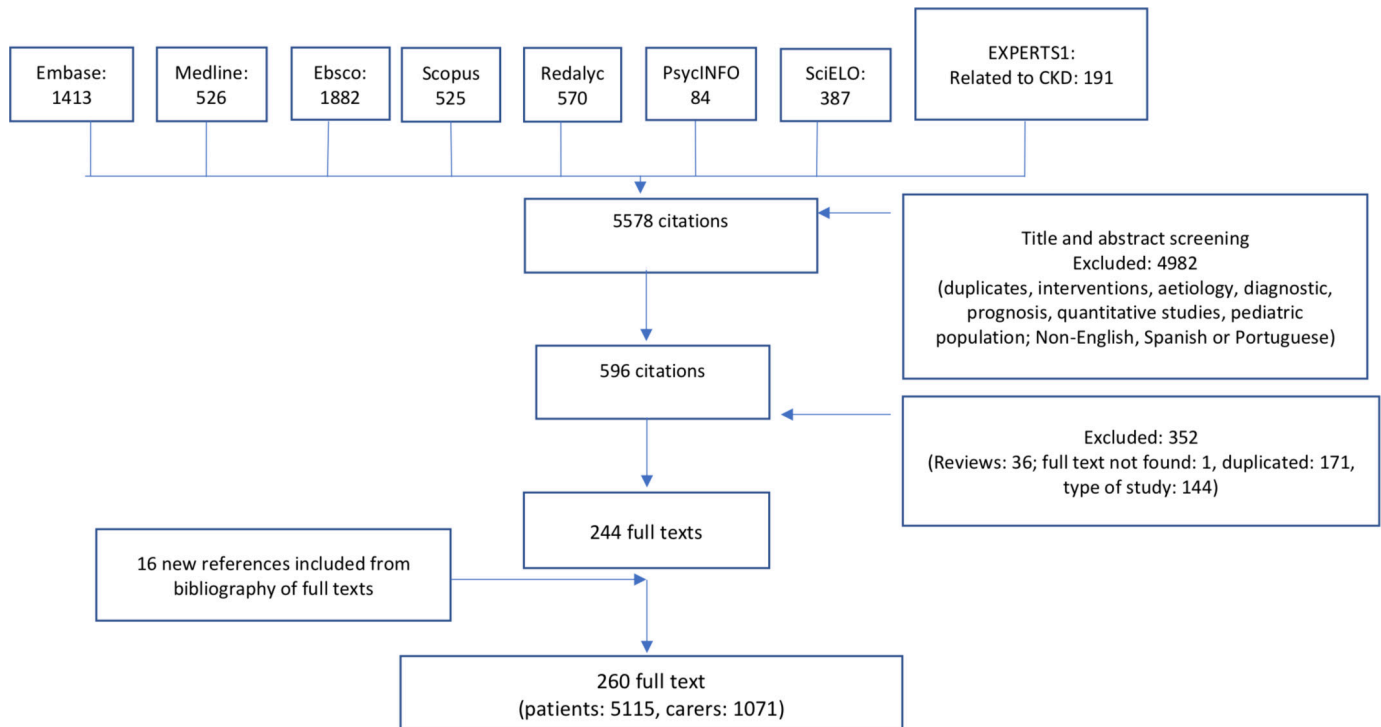 Embase:
1413
Medline:
526
Ebsco:
1882
Scopus
525
Redalyc
570
PsycINFO
84
SciELO:
387
EXPERTS1:
Related to CKD: 191
5578 citations
Title and abstract screening
Excluded: 4982
(duplicates, interventions, aetiology, diagnostic,
prognosis, quantitative studies, pediatric
population; Non-English, Spanish or Portuguese)
596 citations
Excluded: 352
(Reviews: 36; full text not found: 1, duplicated: 171,
type of study: 144)
244 full texts
16 new references included from
bibliography of full texts
260 full text
(patients: 5115, carers: 1071)